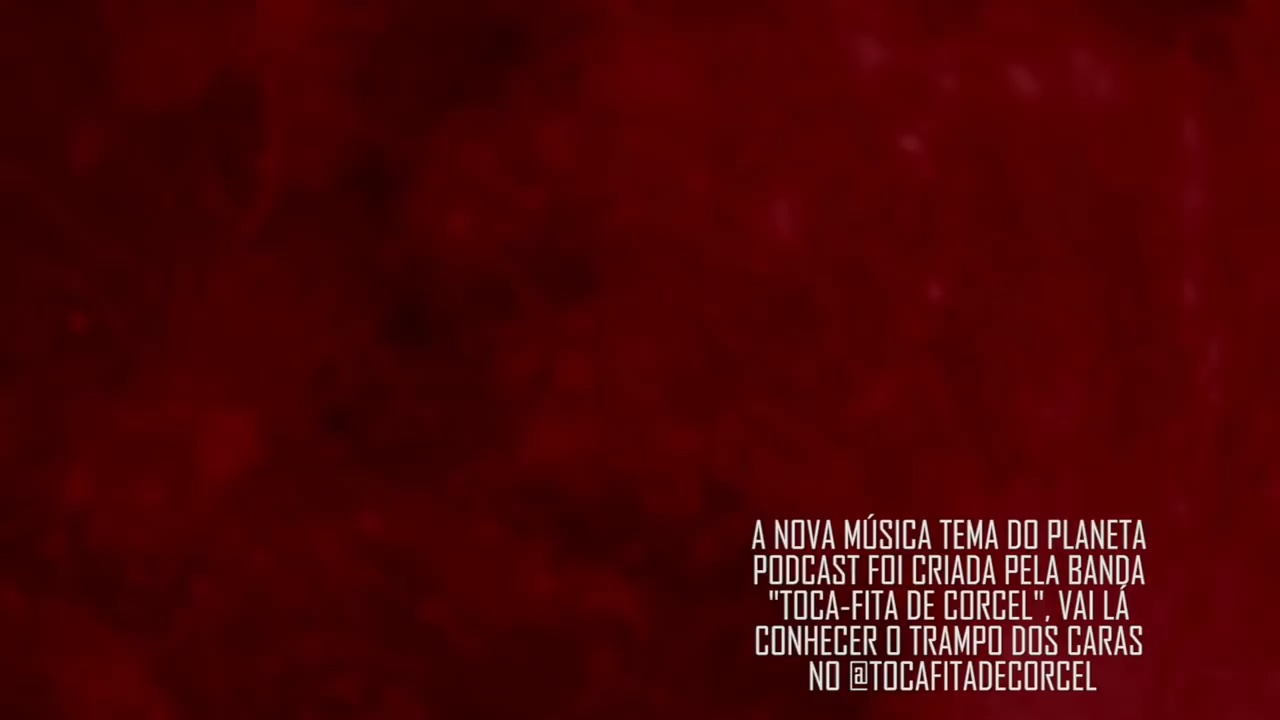 A NOVA MÚSICA TEMA DO PLANETA
PODCAST FOI CRIADA PELA BANDA
"TOCA-FITA DE CORCEL", VAI LÁ
CONHECER O TRAMPO DOS CARAS
NO @TOCAFITADECORCEL